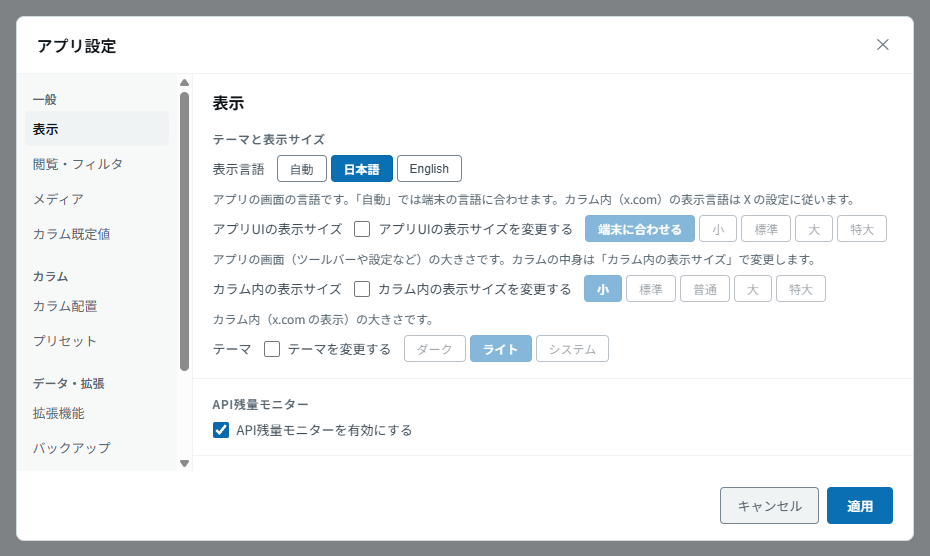 アプリ設定
一般
表示
閲覧・フィルタ
メディア
カラム既定値
カラム
カラム配置
プリセット
データ・拡張
拡張機能
バックアップ
表示
テーマと表示サイズ
表示言語 自動 日本語 English
アプリの画面の言語です。「自動」では端末の言語に合わせます。カラム内（x.com）の表示言語は X の設定に従います。
アプリUIの表示サイズ アプリUIの表示サイズを変更する 端末に合わせる 小 標準 大 特大
アプリの画面（ツールバーや設定など）の大きさです。カラムの中身は「カラム内の表示サイズ」で変更します。
カラム内の表示サイズ カラム内の表示サイズを変更する 小 標準 普通 大 特大
カラム内（x.com の表示）の大きさです。
テーマ テーマを変更する ダーク ライト システム
API残量モニター
API残量モニターを有効にする
キャンセル 適用